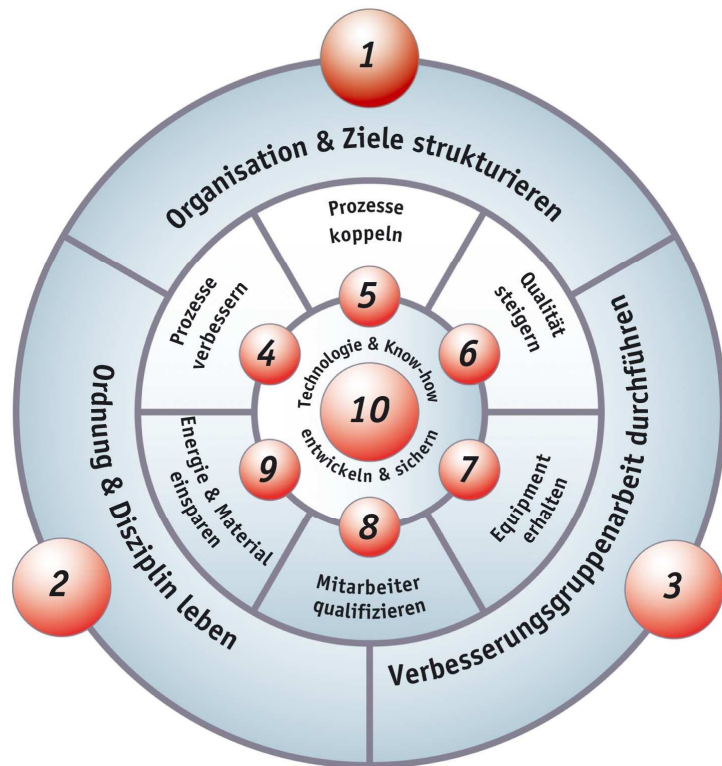 1
Organisation & Ziele strukturieren
2
Ordnung & Disziplin leben
3
Verbesserungsgruppenarbeit durchführen
4
Prozesse
verbessern
5
Prozesse
koppeln
6
Qualität
steigern
7
Equipment
erhalten
8
Mitarbeiter
qualifizieren
9
Energie & Material
einsparen
10
Technologie & Know-how
entwickeln & sichern